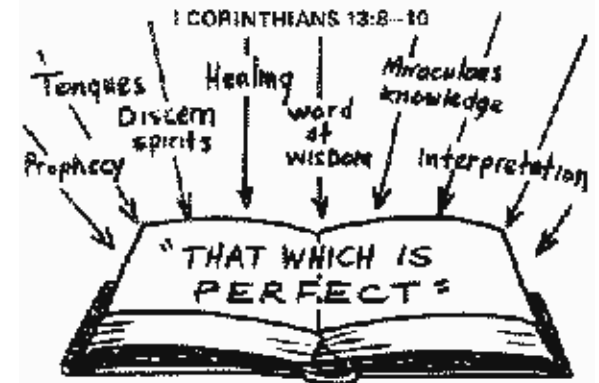 I CORINTHIANS 13:8--10
Tongues
Healing
Miraculous
knowledge
Discern
spirits
word
of
wisdom
Prophecy
Interpretation
"THAT WHICH IS
PERFECT"